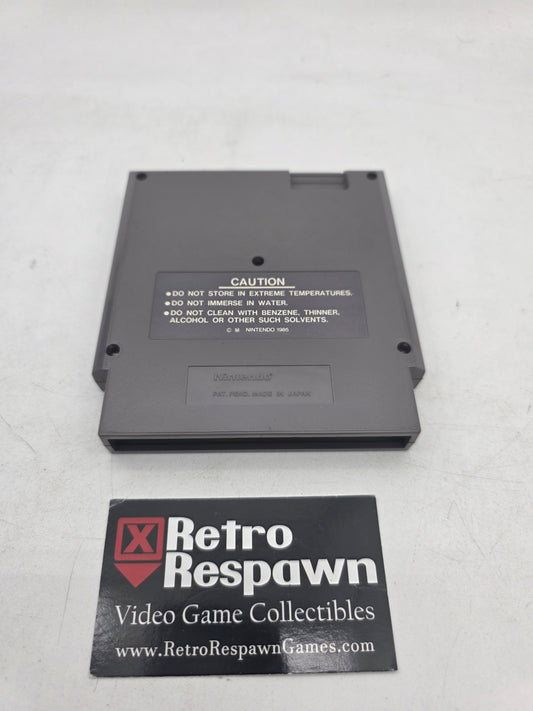 CAUTION
●DO NOT STORE IN EXTREME TEMPERATURES.
●DO NOT IMMERSE IN WATER.
●DO NOT CLEAN WITH BENZENE, THINNER,
ALCOHOL OR OTHER SUCH SOLVENTS.
© M NINTENDO 1985
Nintendo®
PAT. PEND. MADE IN JAPAN
X Retro
Respawn
Video Game Collectibles
www.RetroRespawnGames.com